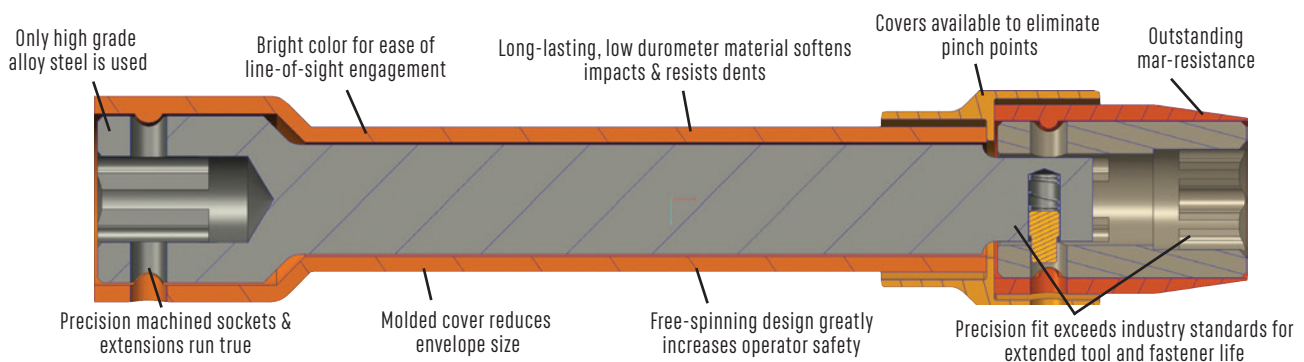 Only high grade
alloy steel is used
Bright color for ease of
line-of-sight engagement
Long-lasting, low durometer material softens
impacts & resists dents
Covers available to eliminate
pinch points
Outstanding
mar-resistance
Precision machined sockets &
extensions run true
Molded cover reduces
envelope size
Free-spinning design greatly
increases operator safety
Precision fit exceeds industry standards for
extended tool and fastener life